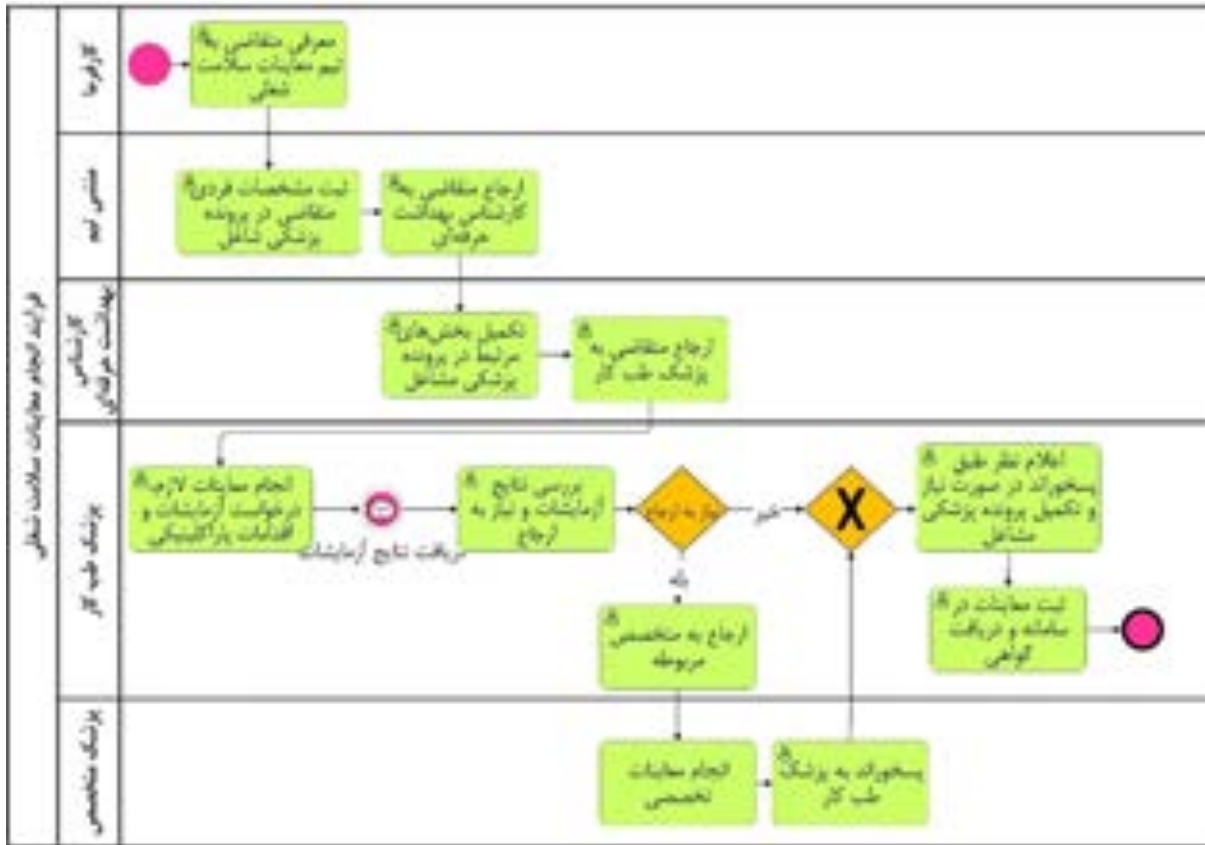 فرایند انجام معاینات سلامت شغلی
کارفرما
معرفی متقاضی به
تیم معاینات سلامت
شغلی
منشی تیم
ثبت مشخصات فردی
متقاضی در پرونده
پزشکی شاغل
ارجاع متقاضی به
کارشناس بهداشت
حرفه‌ای
کارشناس
بهداشت حرفه‌ای
تکمیل بخش‌های
مرتبط در پرونده
پزشکی مشاغل
ارجاع متقاضی به
پزشک طب کار
پزشک طب کار
انجام معاینات لازم،
درخواست آزمایشات و
اقدامات پاراکلینیکی
دریافت نتایج آزمایشات
بررسی نتایج
آزمایشات و نیاز به
ارجاع
نیاز به ارجاع
خیر
بله
X
اعلام نظر طبق
پسخوراند در صورت نیاز
و تکمیل پرونده پزشکی
مشاغل
ثبت معاینات در
سامانه و دریافت
گواهی
ارجاع به متخصص
مربوطه
پزشک متخصص
انجام معاینات
تخصصی
پسخوراند به پزشک
طب کار